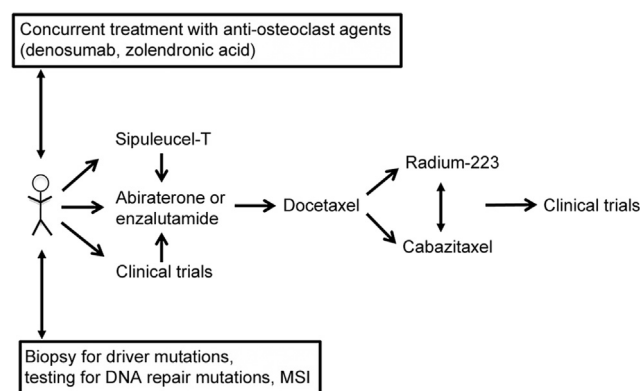 Concurrent treatment with anti-osteoclast agents
(denosumab, zolendronic acid)
Sipuleucel-T
Abiraterone or
enzalutamide
Clinical trials
Docetaxel
Radium-223
Cabazitaxel
Clinical trials
Biopsy for driver mutations,
testing for DNA repair mutations, MSI